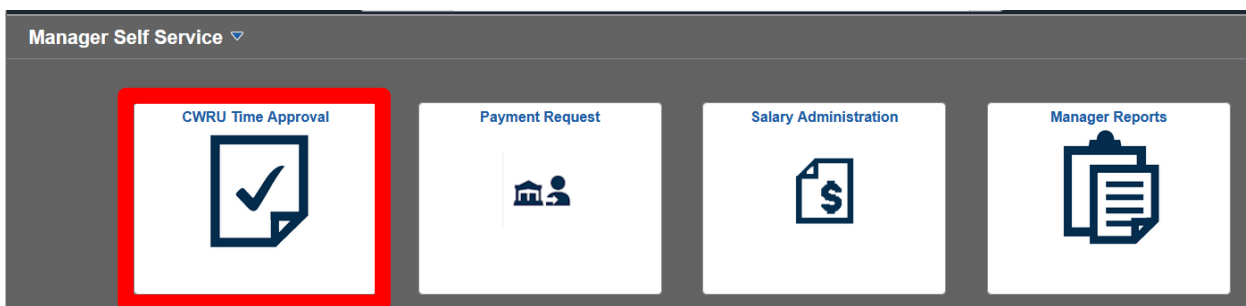 Manager Self Service
CWRU Time Approval
Payment Request
Salary Administration
Manager Reports
$